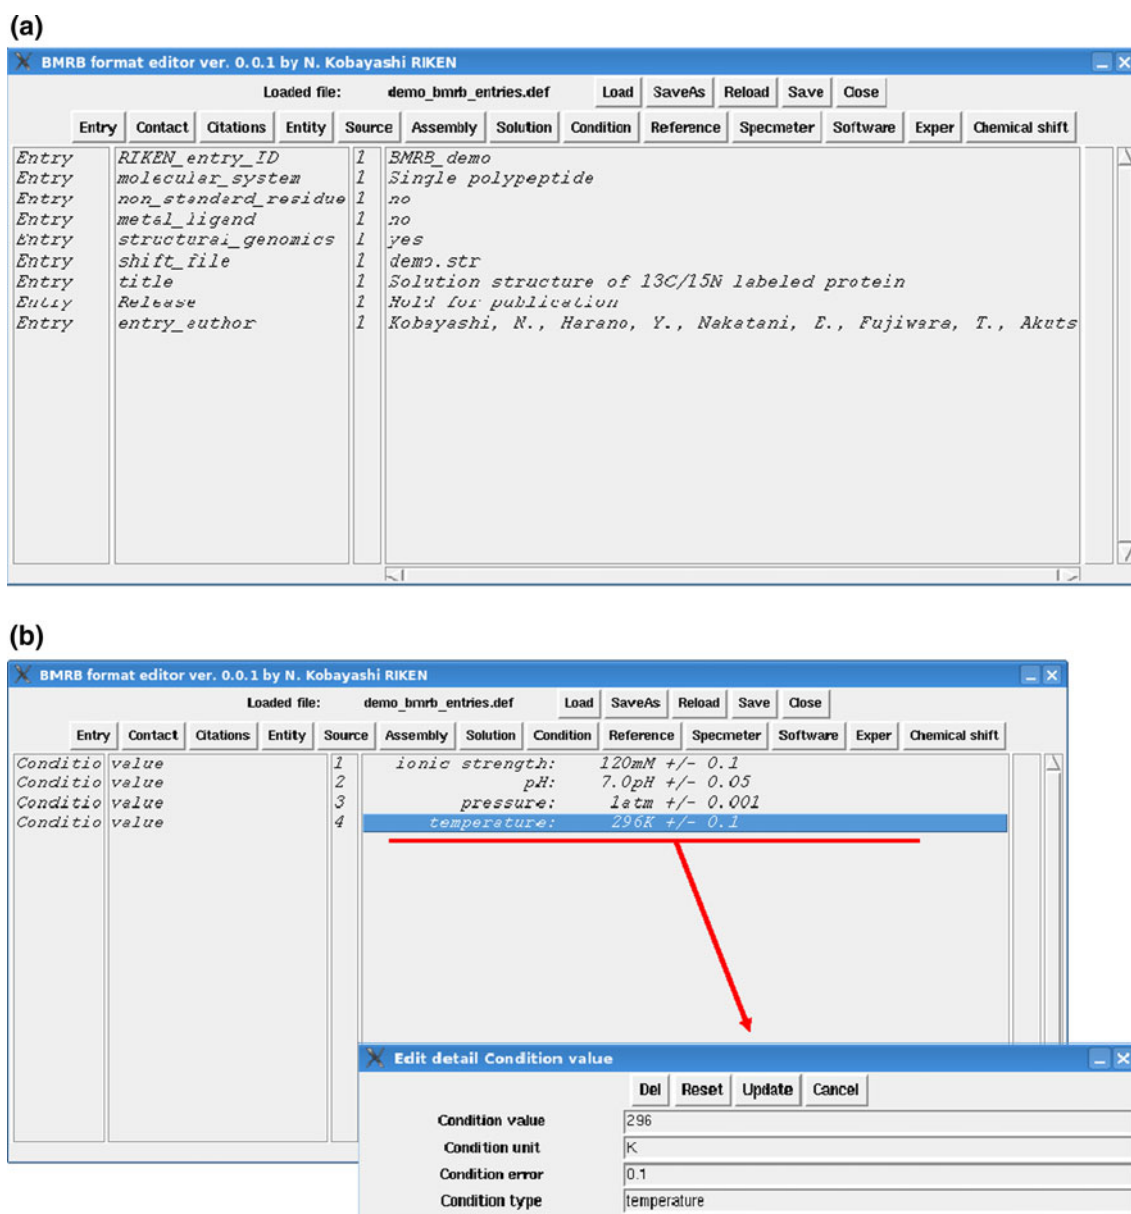 (a)
BMRB format editor ver. 0.0.1 by N. Kobayashi RIKEN
Loaded file: demo_bmrb_entries.def Load SaveAs Reload Save Close
Entry Contact Citations Entity Source Assembly Solution Condition Reference Specmeter Software Exper Chemical shift
Entry RIKEN_entry_ID 1 BMRB_demo
Entry molecular_system 1 Single polypeptide
Entry non_standard_residue 1 no
Entry metal_ligand 1 no
Entry structural_genomics 1 yes
Entry shift_file 1 demo.str
Entry title 1 Solution structure of 13C/15N labeled protein
Entry Release 1 Hold for publication
Entry entry_author 1 Kobayashi, N., Harano, Y., Nakatani, E., Fujiwara, T., Akuts
(b)
BMRB format editor ver. 0.0.1 by N. Kobayashi RIKEN
Loaded file: demo_bmrb_entries.def Load SaveAs Reload Save Close
Entry Contact Citations Entity Source Assembly Solution Condition Reference Specmeter Software Exper Chemical shift
Conditio value 1 ionic strength: 120mM +/- 0.1
Conditio value 2 pH: 7.0pH +/- 0.05
Conditio value 3 pressure: 1atm +/- 0.001
Conditio value 4 temperature: 296K +/- 0.1
Edit detail Condition value
Del Reset Update Cancel
Condition value 296
Condition unit K
Condition error 0.1
Condition type temperature